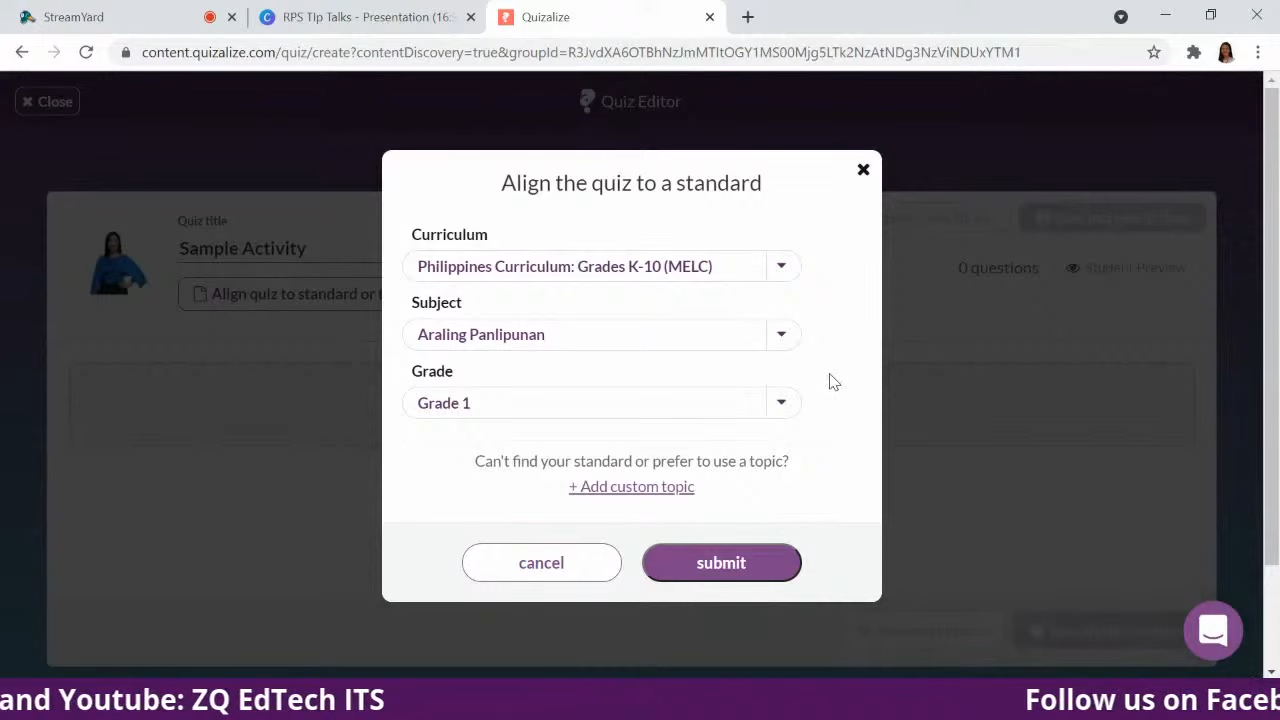 StreamYard
RPS TIp Talks - Presentation (16:
Quizalize
content.quizalize.com/quiz/create?contentDiscovery=true&groupId=R3JvdXA6OTBhNzJmMTItOGY1MS00Mjg5LTk2NzAtNDg3NzViNDUxYTM1
Close
Quiz Editor
Align the quiz to a standard
Quiz title
Sample Activity
Align quiz to standard or t
0 questions
Student Preview
Curriculum
Philippines Curriculum: Grades K-10 (MELC)
Subject
Araling Panlipunan
Grade
Grade 1
Can't find your standard or prefer to use a topic?
+ Add custom topic
cancel
submit
and Youtube: ZQ EdTech ITS
Follow us on Faceb